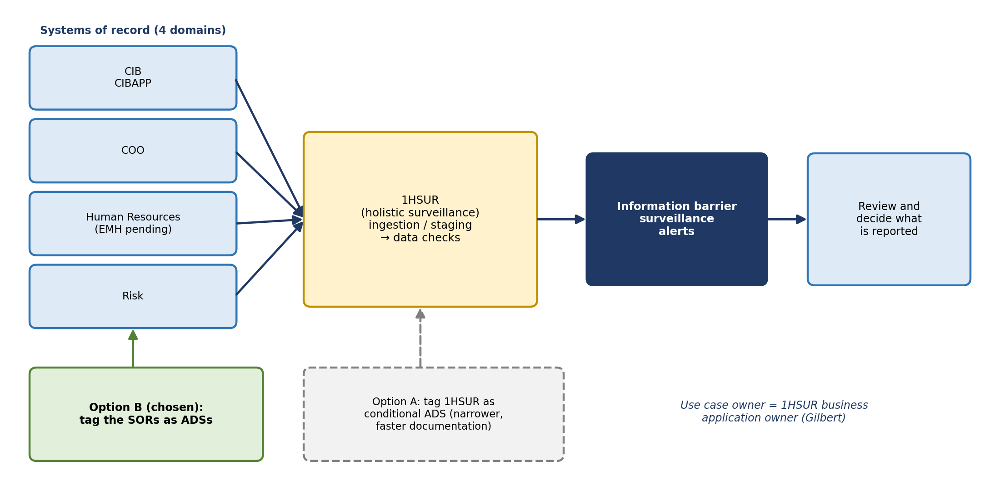 Systems of record (4 domains)
CIB
CIBAPP
COO
Human Resources
(EMH pending)
Risk
1HSUR
(holistic surveillance)
ingestion / staging
→ data checks
Information barrier
surveillance
alerts
Review and
decide what
is reported
Option B (chosen):
tag the SORs as ADSs
Option A: tag 1HSUR as
conditional ADS (narrower,
faster documentation)
Use case owner = 1HSUR business
application owner (Gilbert)